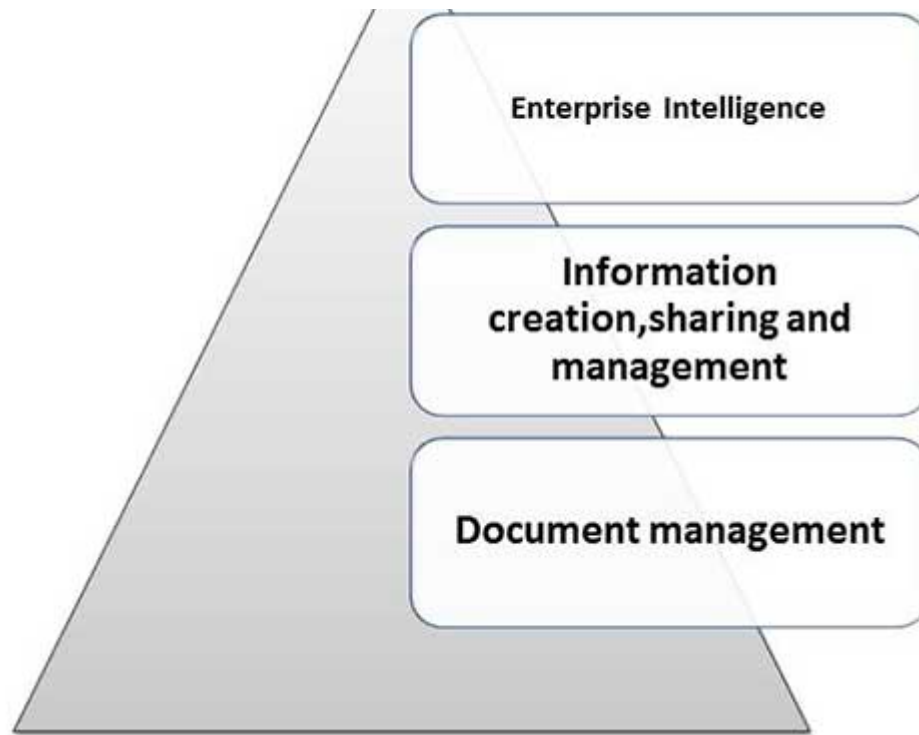 Enterprise Intelligence
Information
creation,sharing and
management
Document management